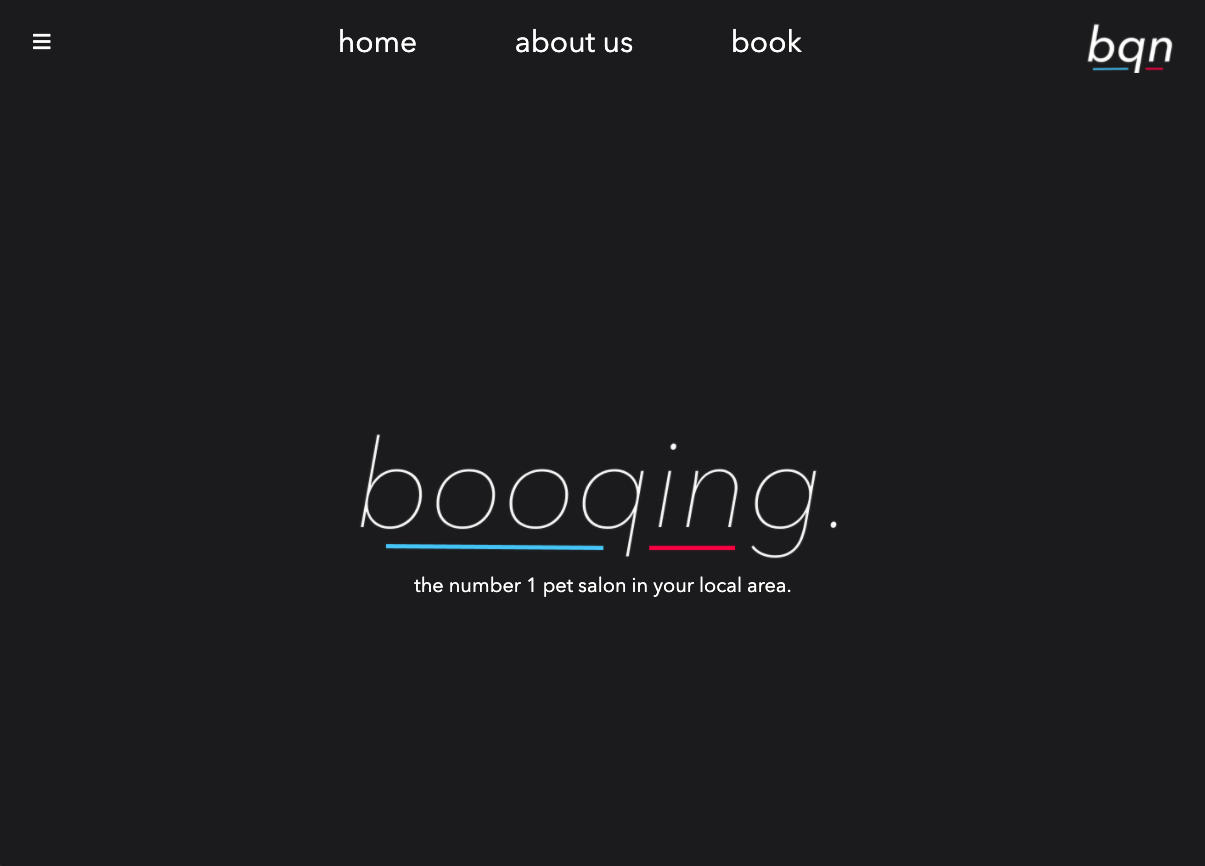 home about us book bqn
booqing.
the number 1 pet salon in your local area.